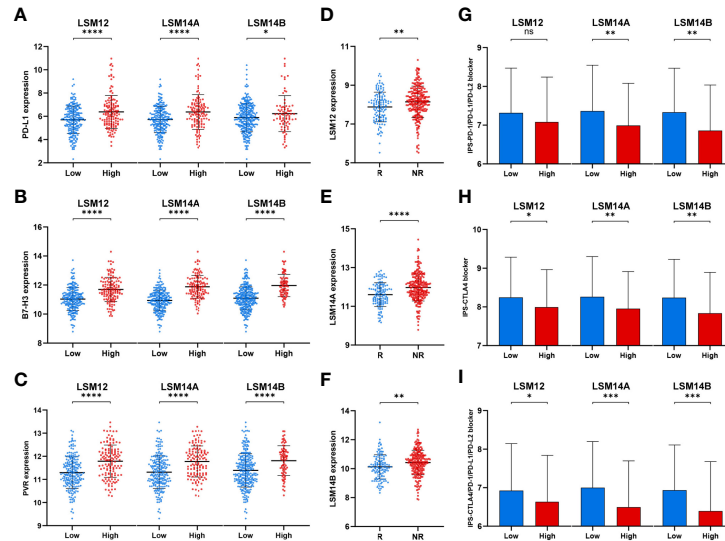 A
LSM12 LSM14A LSM14B
**** **** *
PD-L1 expression
12
10
8
6
4
2
Low High Low High Low High
B
LSM12 LSM14A LSM14B
**** **** ****
B7-H3 expression
16
14
12
10
8
Low High Low High Low High
C
LSM12 LSM14A LSM14B
**** **** ****
PVR expression
14
13
12
11
10
9
Low High Low High Low High
D
**
LSM12 expression
11
9
7
5
R NR
E
****
LSM14A expression
15
13
11
9
R NR
F
**
LSM14B expression
14
12
10
8
6
R NR
G
LSM12 LSM14A LSM14B
ns ** **
IPS-PD-1/PD-L1/PD-L2 blocker
9
8
7
6
Low High Low High Low High
H
LSM12 LSM14A LSM14B
* ** **
IPS-CTLA4 blocker
10
9
8
7
Low High Low High Low High
I
LSM12 LSM14A LSM14B
* *** ***
IPS-CTLA4/PD-1/PD-L1/PD-L2 blocker
9
8
7
6
Low High Low High Low High